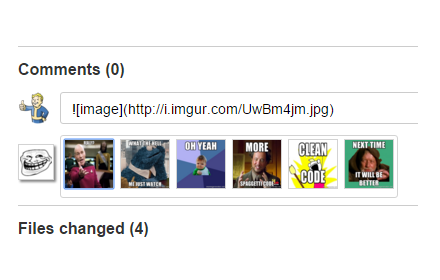 Comments (0)
![image](http://i.imgur.com/UwBm4jm.jpg)
WHAT THE HELL OH YEAH MORE CLEAN NEXT TIME
ME JUST WATCH SPAGHETTI CODE CODE IT WILL BE
BETTER
Files changed (4)